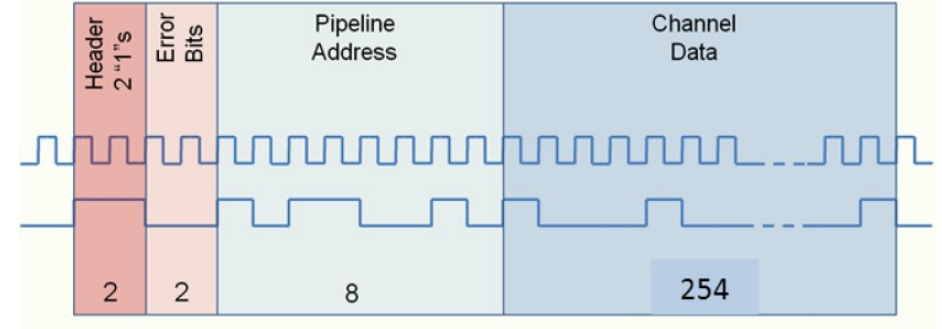 Header
2 "1"s
Error
Bits
Pipeline
Address
Channel
Data
2
2
8
254